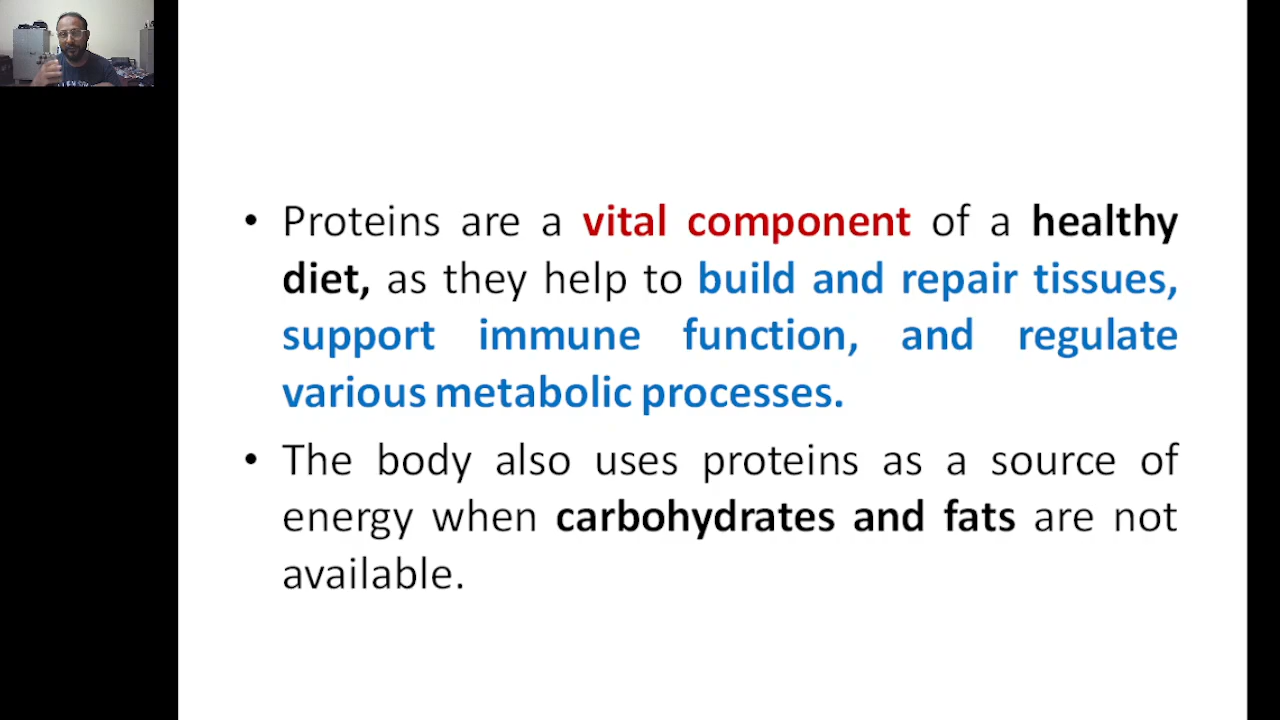 • Proteins are a vital component of a healthy
diet, as they help to build and repair tissues,
support immune function, and regulate
various metabolic processes.
• The body also uses proteins as a source of
energy when carbohydrates and fats are not
available.